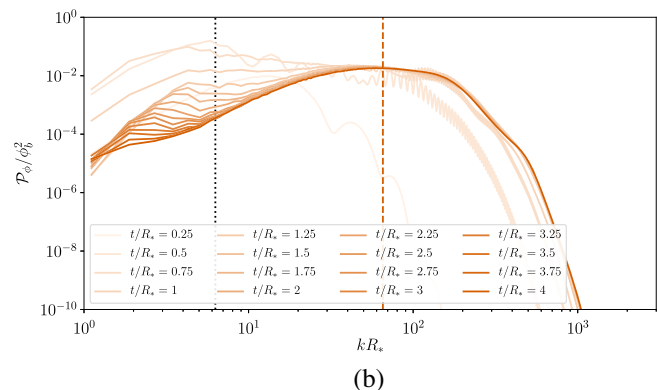 10^0
10^{-2}
10^{-4}
10^{-6}
10^{-8}
10^{-10}
\mathcal{P}_\phi/\phi_b^2
t/R_* = 0.25
t/R_* = 0.5
t/R_* = 0.75
t/R_* = 1
t/R_* = 1.25
t/R_* = 1.5
t/R_* = 1.75
t/R_* = 2
t/R_* = 2.25
t/R_* = 2.5
t/R_* = 2.75
t/R_* = 3
t/R_* = 3.25
t/R_* = 3.5
t/R_* = 3.75
t/R_* = 4
10^0
10^1
10^2
10^3
kR_*
(b)